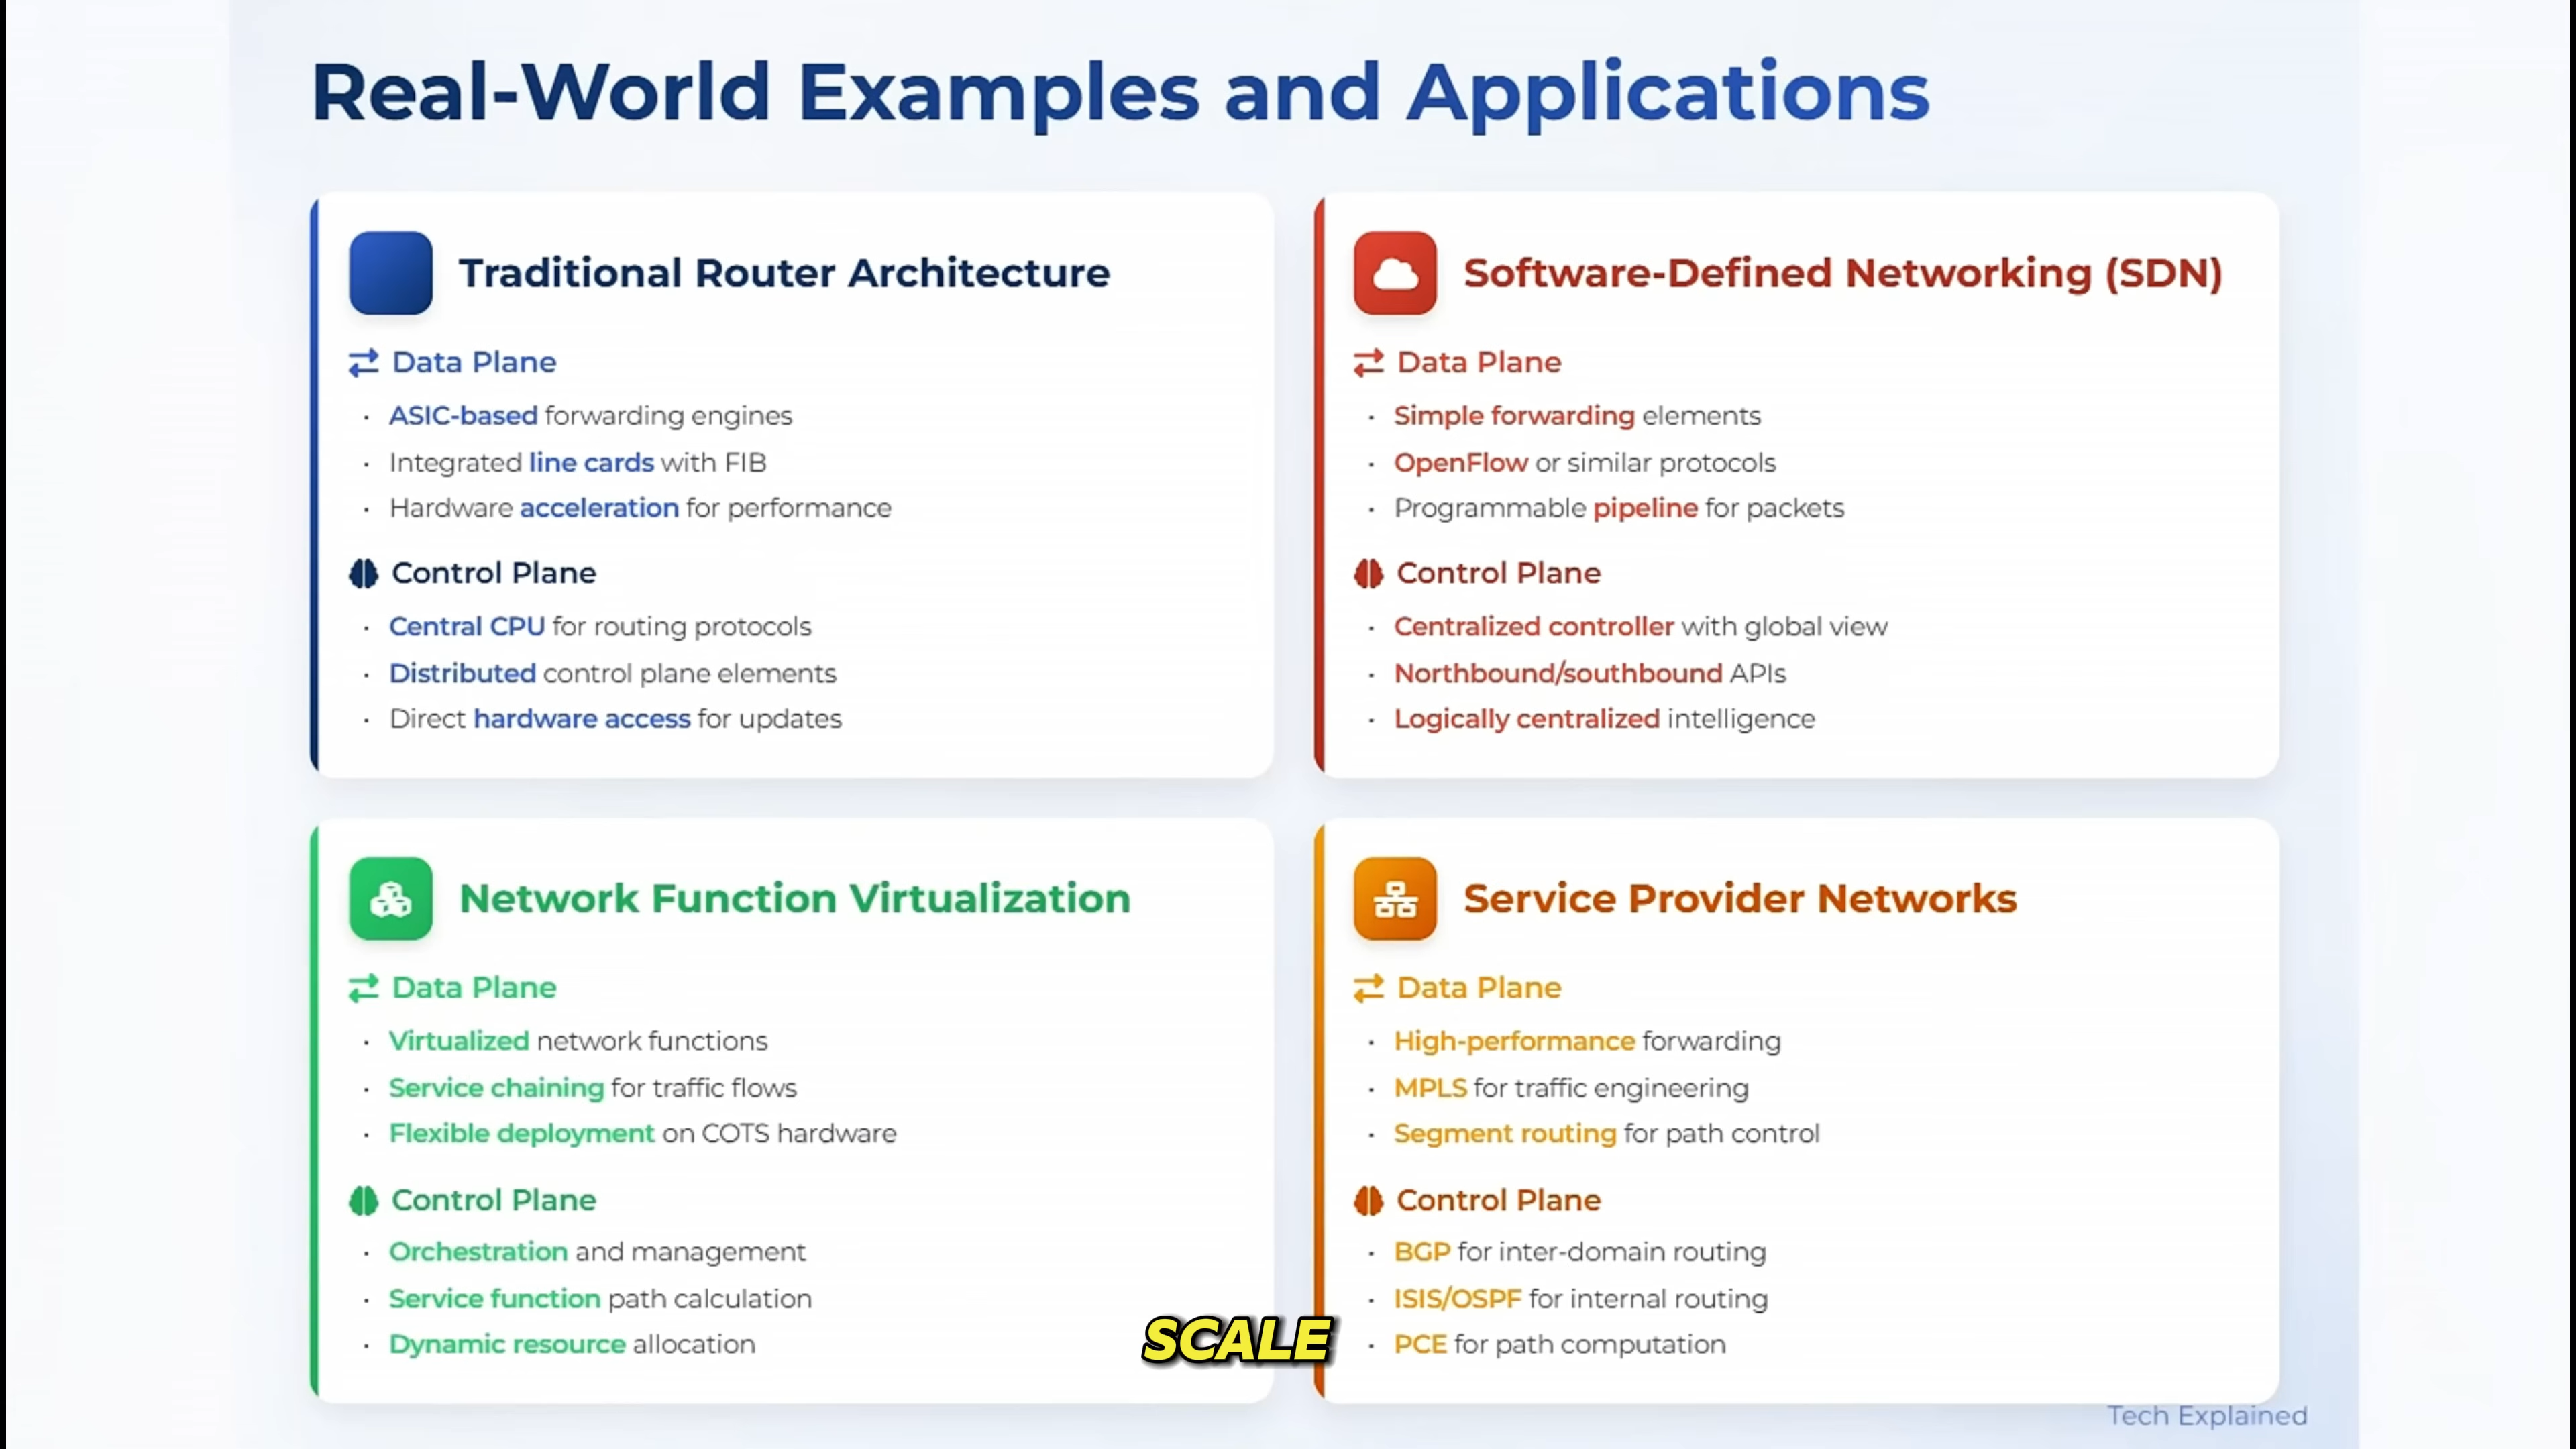 Real-World Examples and Applications
Traditional Router Architecture
Data Plane
· ASIC-based forwarding engines
· Integrated line cards with FIB
· Hardware acceleration for performance
Control Plane
· Central CPU for routing protocols
· Distributed control plane elements
· Direct hardware access for updates
Software-Defined Networking (SDN)
Data Plane
· Simple forwarding elements
· OpenFlow or similar protocols
· Programmable pipeline for packets
Control Plane
· Centralized controller with global view
· Northbound/southbound APIs
· Logically centralized intelligence
Network Function Virtualization
Data Plane
· Virtualized network functions
· Service chaining for traffic flows
· Flexible deployment on COTS hardware
Control Plane
· Orchestration and management
· Service function path calculation
· Dynamic resource allocation
Service Provider Networks
Data Plane
· High-performance forwarding
· MPLS for traffic engineering
· Segment routing for path control
Control Plane
· BGP for inter-domain routing
· ISIS/OSPF for internal routing
· PCE for path computation
SCALE
Tech Explained